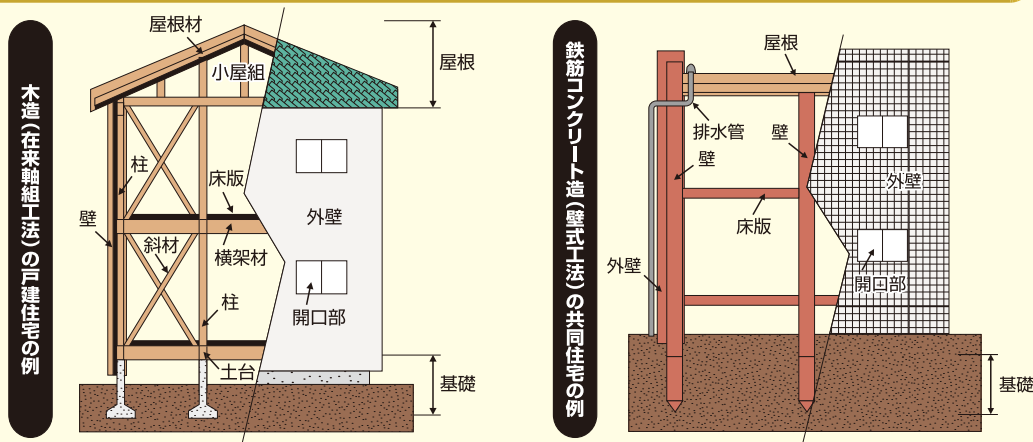 木造(在来軸組工法)の戸建住宅の例
屋根材
小屋組
屋根
柱
床版
壁
外壁
斜材
横架材
柱
開口部
土台
基礎
鉄筋コンクリート造(壁式工法)の共同住宅の例
屋根
排水管
壁
壁
外壁
床版
外壁
開口部
基礎